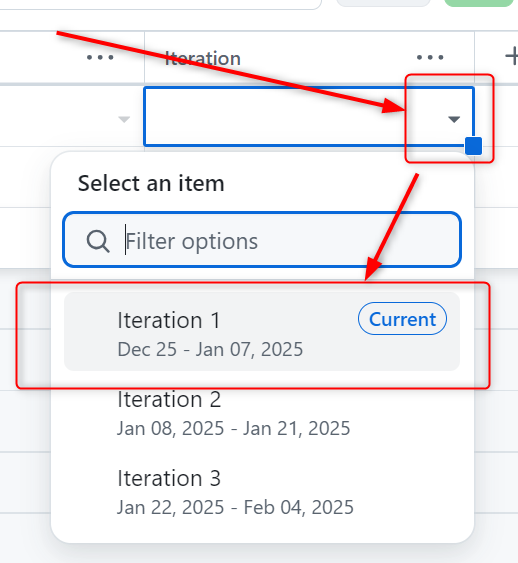 Iteration
Select an item
Filter options
Iteration 1
Current
Dec 25 - Jan 07, 2025
Iteration 2
Jan 08, 2025 - Jan 21, 2025
Iteration 3
Jan 22, 2025 - Feb 04, 2025